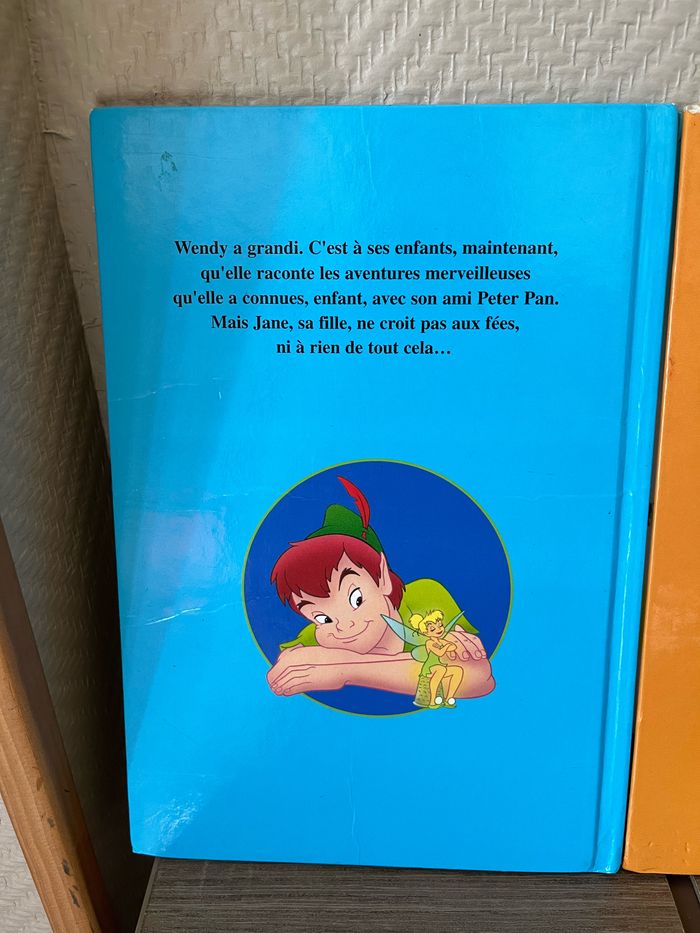 Wendy a grandi. C'est à ses enfants, maintenant,
qu'elle raconte les aventures merveilleuses
qu'elle a connues, enfant, avec son ami Peter Pan.
Mais Jane, sa fille, ne croit pas aux fées,
ni à rien de tout cela…